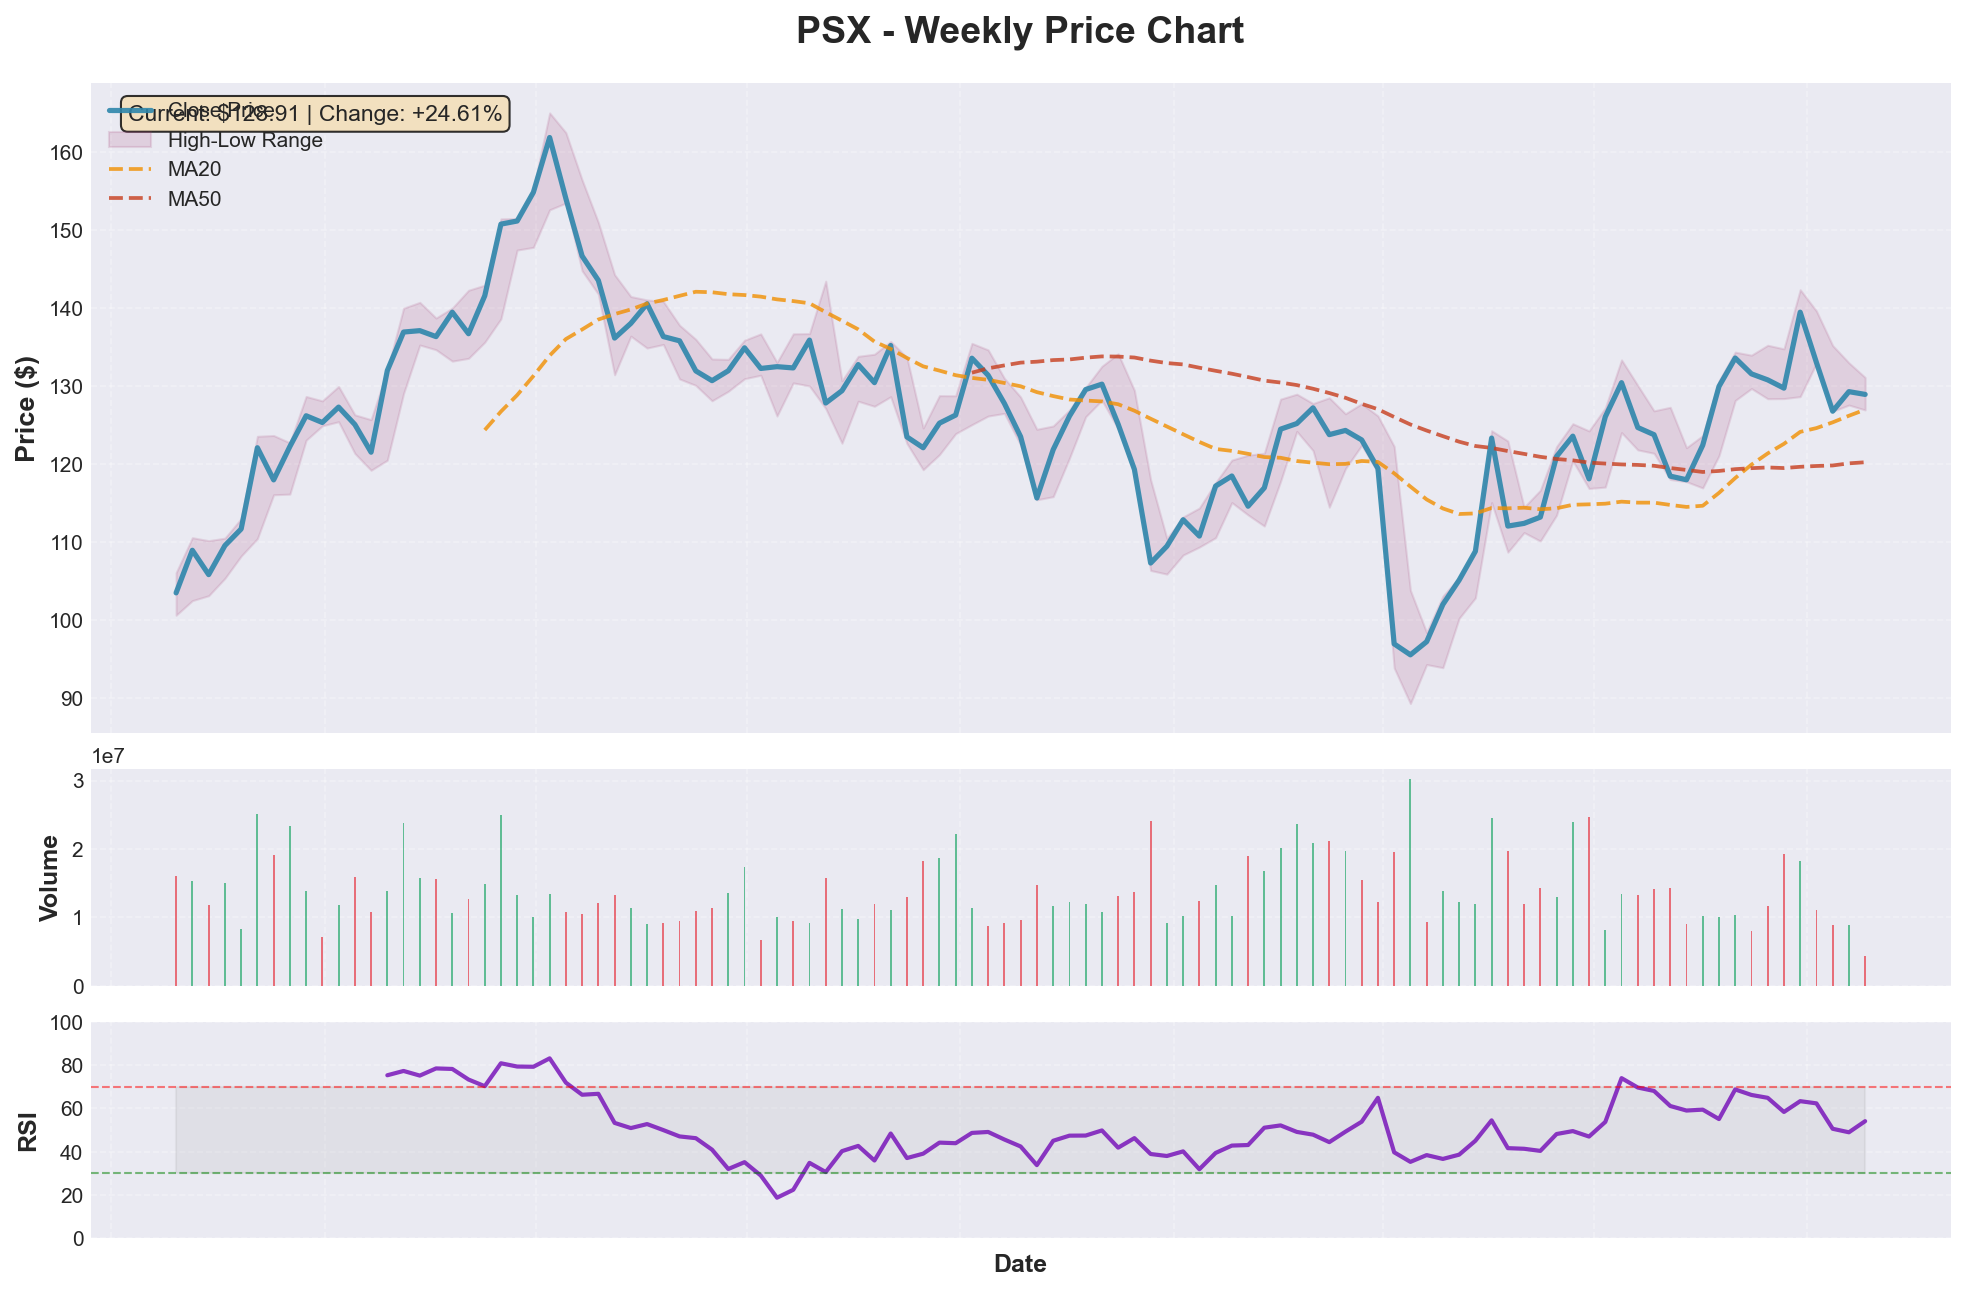 PSX - Weekly Price Chart
Current: $128.91 | Change: +24.61%
Close Price
High-Low Range
MA20
MA50
Price ($)
160
150
140
130
120
110
100
90
1e7
Volume
3
2
1
0
RSI
100
80
60
40
20
0
Date